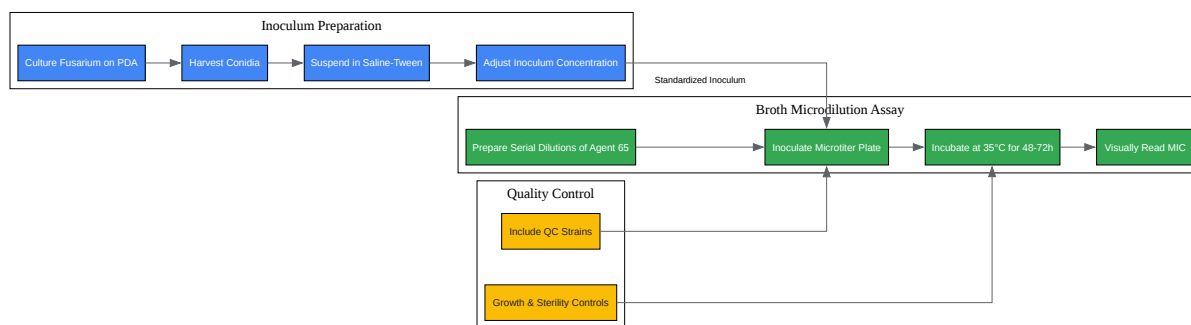 Inoculum Preparation
Culture Fusarium on PDA
Harvest Conidia
Suspend in Saline-Tween
Adjust Inoculum Concentration
Standardized Inoculum
Broth Microdilution Assay
Prepare Serial Dilutions of Agent 65
Inoculate Microtiter Plate
Incubate at 35°C for 48-72h
Visually Read MIC
Quality Control
Include QC Strains
Growth & Sterility Controls